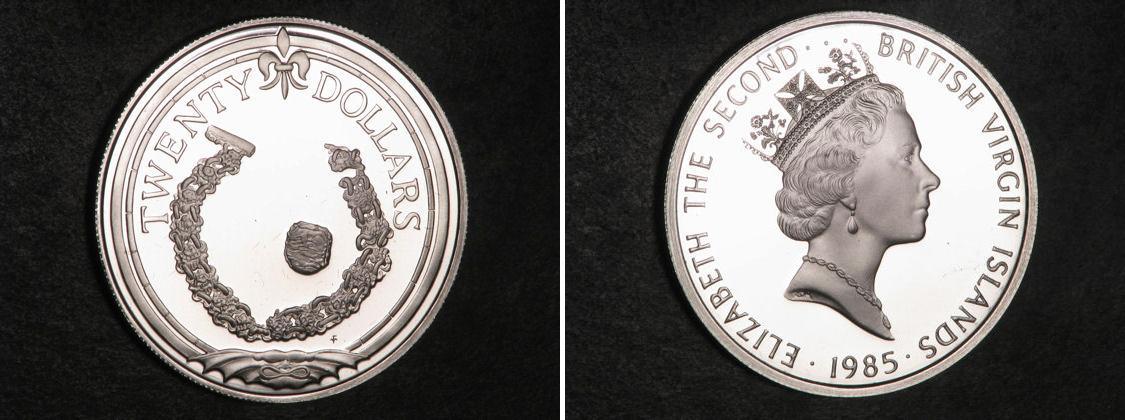 TWENTY DOLLARS
ELIZABETH THE SECOND · · · BRITISH VIRGIN ISLANDS · 1985 ·